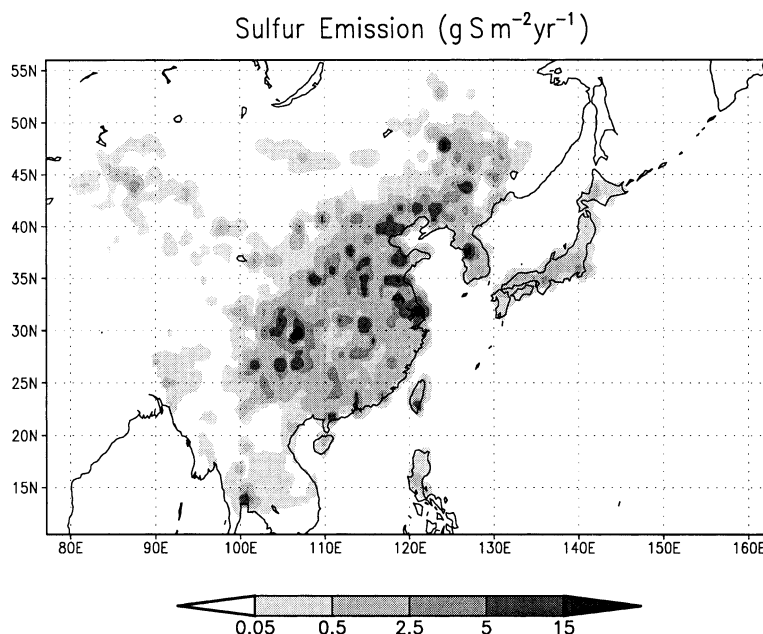 Sulfur Emission (g S m⁻²yr⁻¹)
55N
50N
45N
40N
35N
30N
25N
20N
15N
80E 90E 100E 110E 120E 130E 140E 150E 160E
0.05 0.5 2.5 5 15